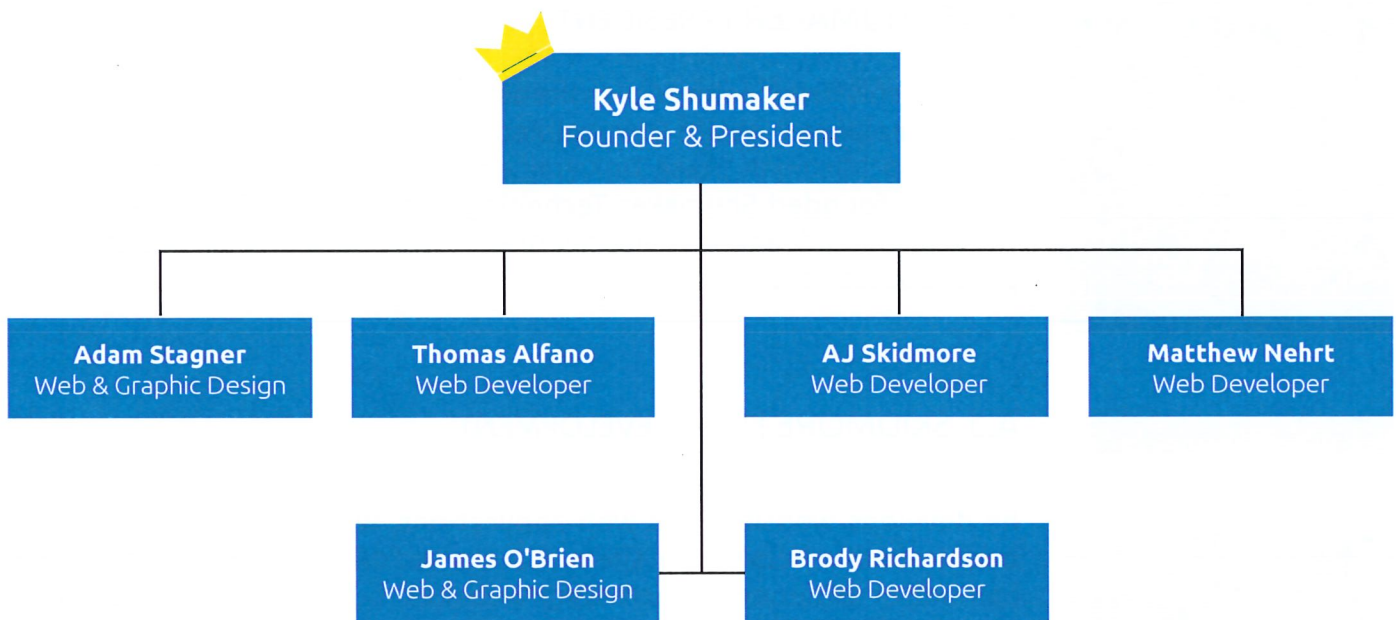 Kyle Shumaker
Founder & President
Adam Stagner
Web & Graphic Design
Thomas Alfano
Web Developer
AJ Skidmore
Web Developer
Matthew Nehrt
Web Developer
James O'Brien
Web & Graphic Design
Brody Richardson
Web Developer